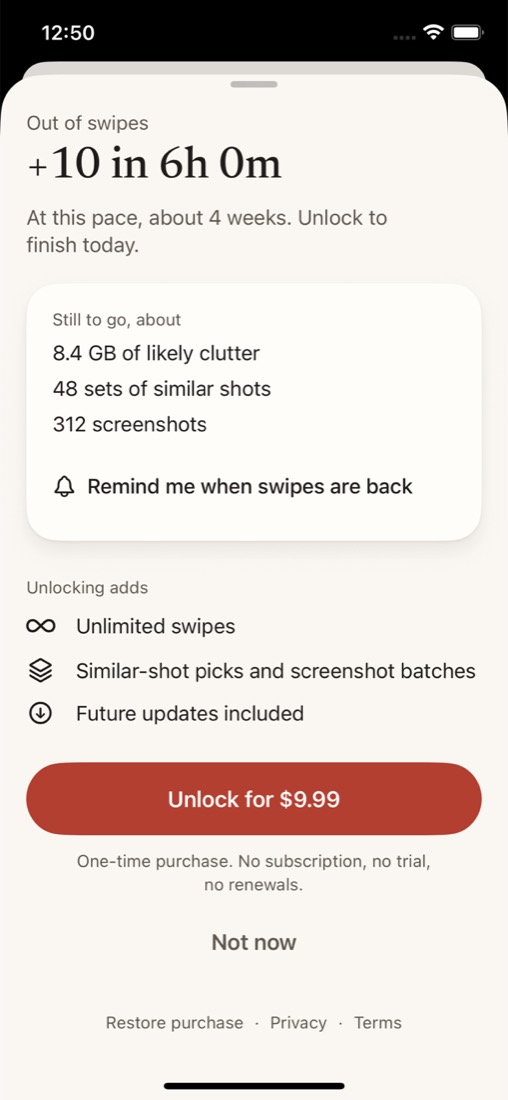 12:50
Out of swipes
+10 in 6h 0m
At this pace, about 4 weeks. Unlock to
finish today.
Still to go, about
8.4 GB of likely clutter
48 sets of similar shots
312 screenshots
Remind me when swipes are back
Unlocking adds
Unlimited swipes
Similar-shot picks and screenshot batches
Future updates included
Unlock for $9.99
One-time purchase. No subscription, no trial,
no renewals.
Not now
Restore purchase · Privacy · Terms